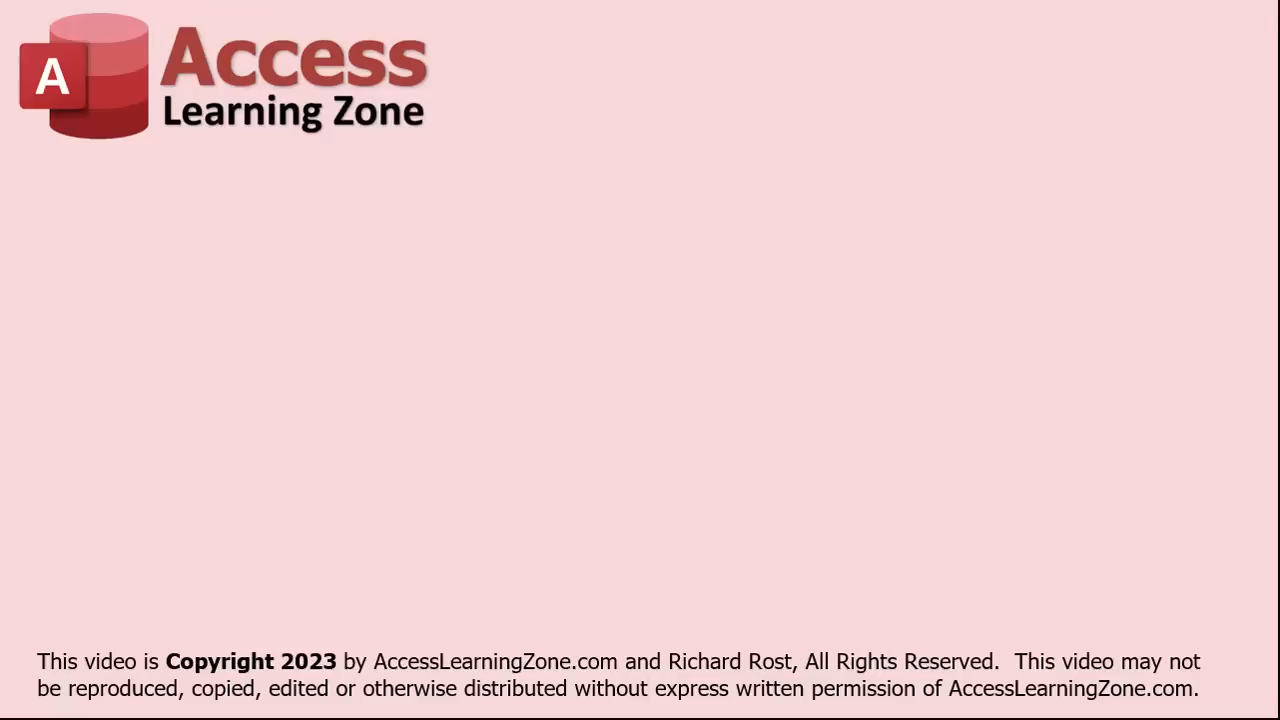 A
Access
Learning Zone
This video is Copyright 2023 by AccessLearningZone.com and Richard Rost, All Rights Reserved.  This video may not
be reproduced, copied, edited or otherwise distributed without express written permission of AccessLearningZone.com.